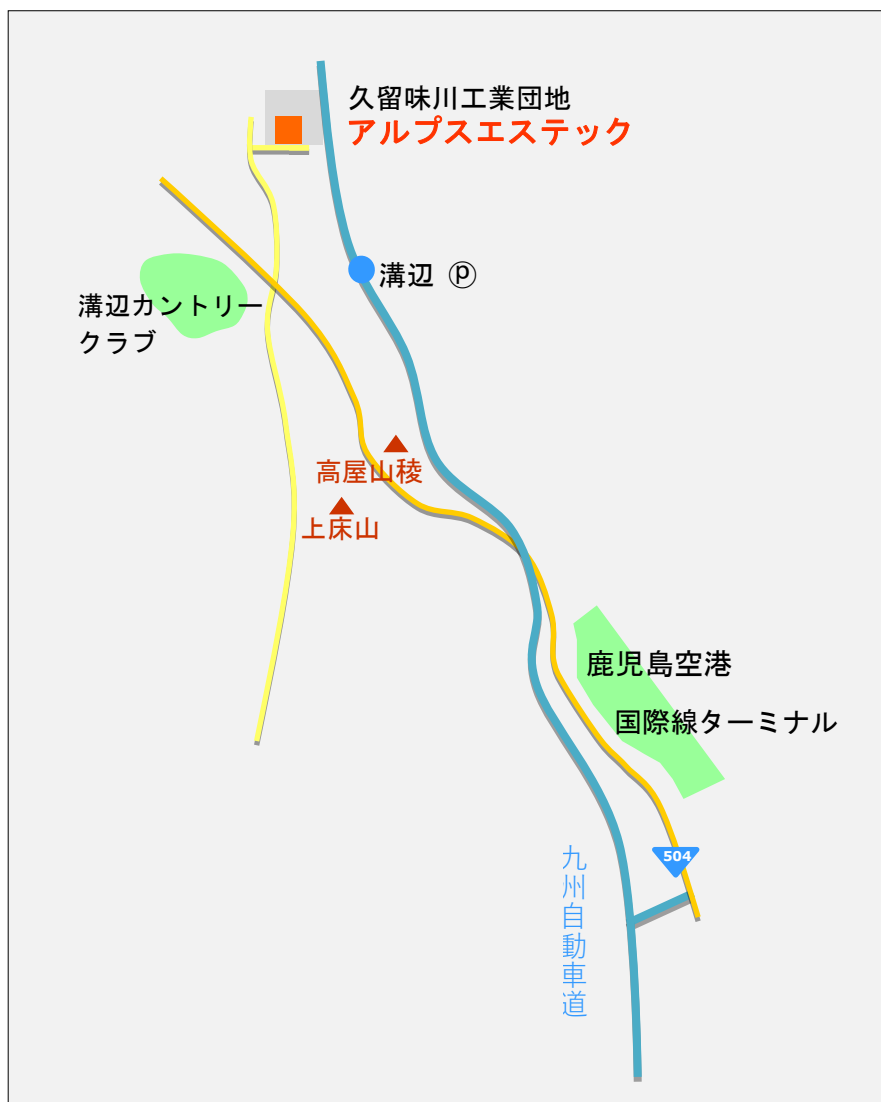 久留味川工業団地
アルプスエステック
溝辺 ⓟ
溝辺カントリー
クラブ
高屋山稜
上床山
鹿児島空港
国際線ターミナル
504
九州自動車道